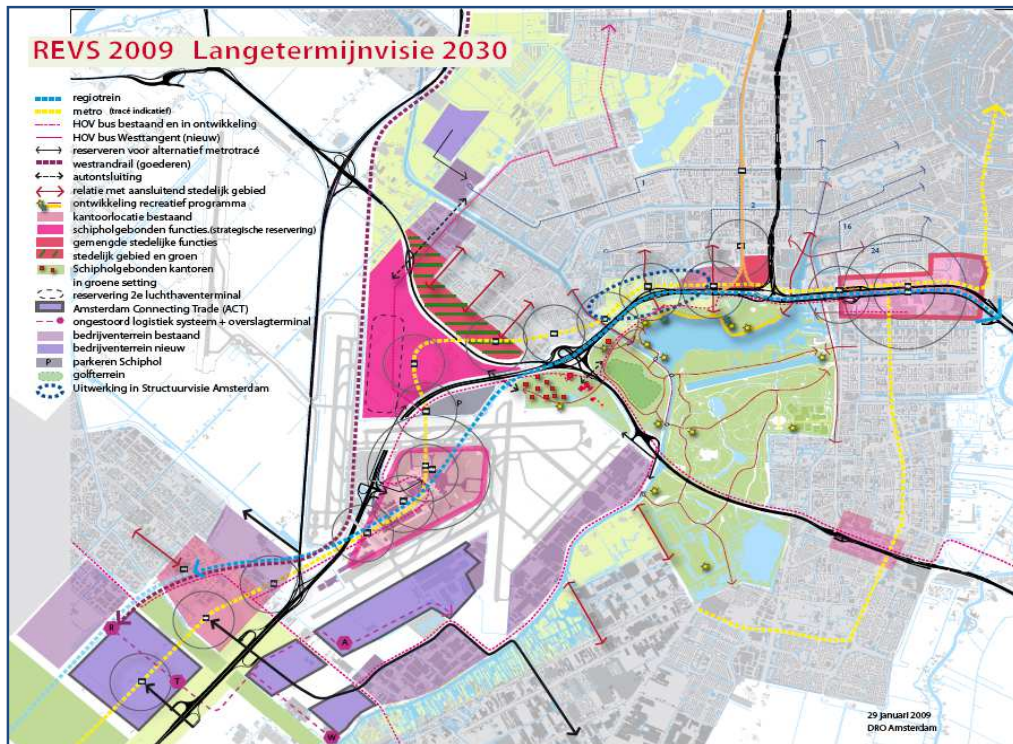 REVS 2009 Langetermijnvisie 2030
regiotrein
metro (tracé indicatief)
HOV bus bestaand en in ontwikkeling
HOV bus Westtangent (nieuw)
reserveren voor alternatief metrotracé
westrandrail (goederen)
autontsluiting
relatie met aansluitend stedelijk gebied
ontwikkeling recreatief programma
kantoorlocatie bestaand
schipholgebonden functies.(strategische reservering)
gemengde stedelijke functies
stedelijk gebied en groen
Schipholgebonden kantoren
in groene setting
reservering 2e luchthaventerminal
Amsterdam Connecting Trade (ACT)
ongestoord logistiek systeem + overslagterminal
bedrijventerrein bestaand
bedrijventerrein nieuw
P parkeren Schiphol
golfterrein
Uitwerking in Structuurvisie Amsterdam
1
2
16
24
P
R
A
T
W
29 januari 2009
DRO Amsterdam